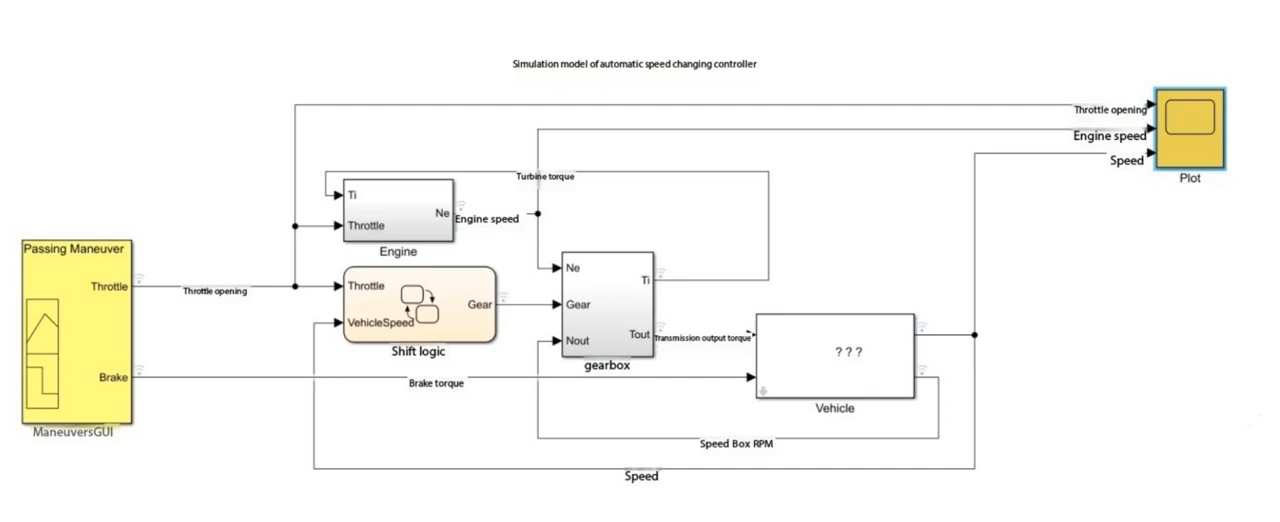 Simulation model of automatic speed changing controller
Throttle opening
Engine speed
Speed
Plot
Turbine torque
Ti
Ne
Engine speed
Throttle
Engine
Passing Maneuver
Throttle
Throttle opening
Throttle
Gear
VehicleSpeed
Shift logic
Ne
Ti
Gear
Nout
Tout
Transmission output torque
gearbox
? ? ?
Vehicle
Brake
Brake torque
ManeuversGUI
Speed Box RPM
Speed